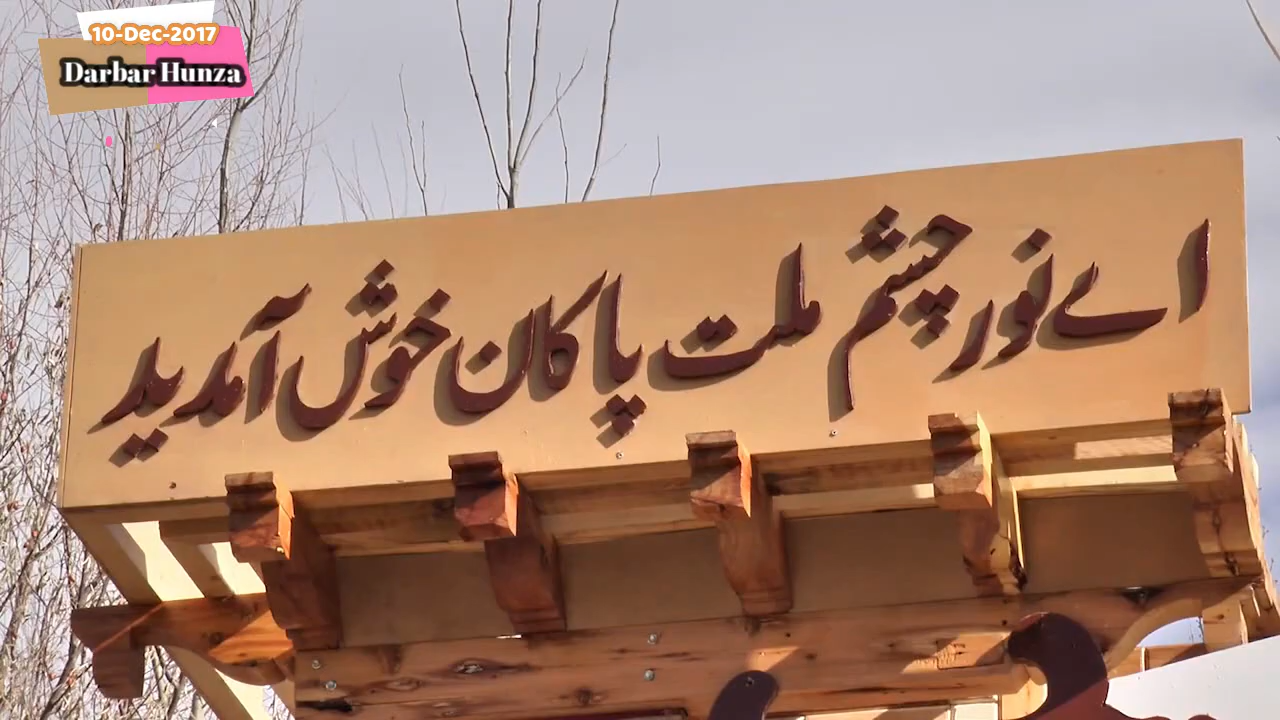 10-Dec-2017
Darbar Hunza
اے نور چشم ملت پاکان خوش آمدید